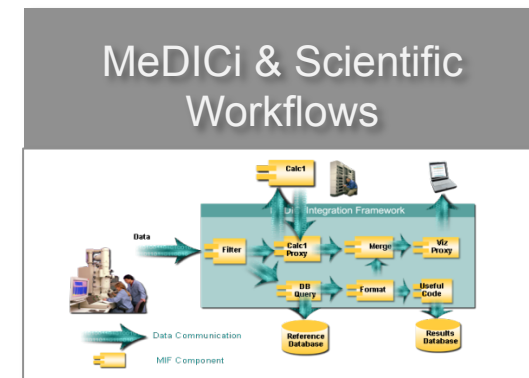 MeDICi & Scientific
Workflows
Calc1
Integration Framework
Data
Filter
Calc1
Proxy
Merge
Viz
Proxy
DB
Query
Format
Useful
Code
Reference
Database
Results
Database
Data Communication
MIF Component